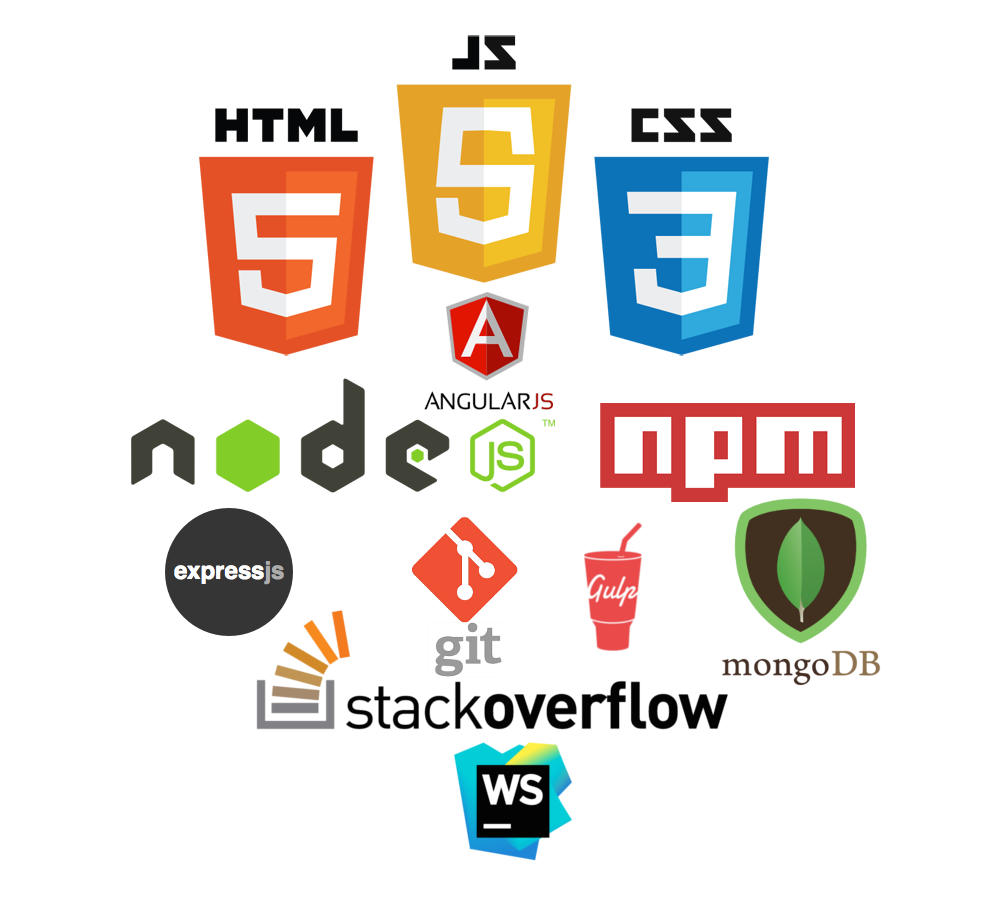 JS
HTML
CSS
5
5
3
A
ANGULARJS
node
JS
TM
npm
expressjs
Gulp
git
mongoDB
stackoverflow
WS